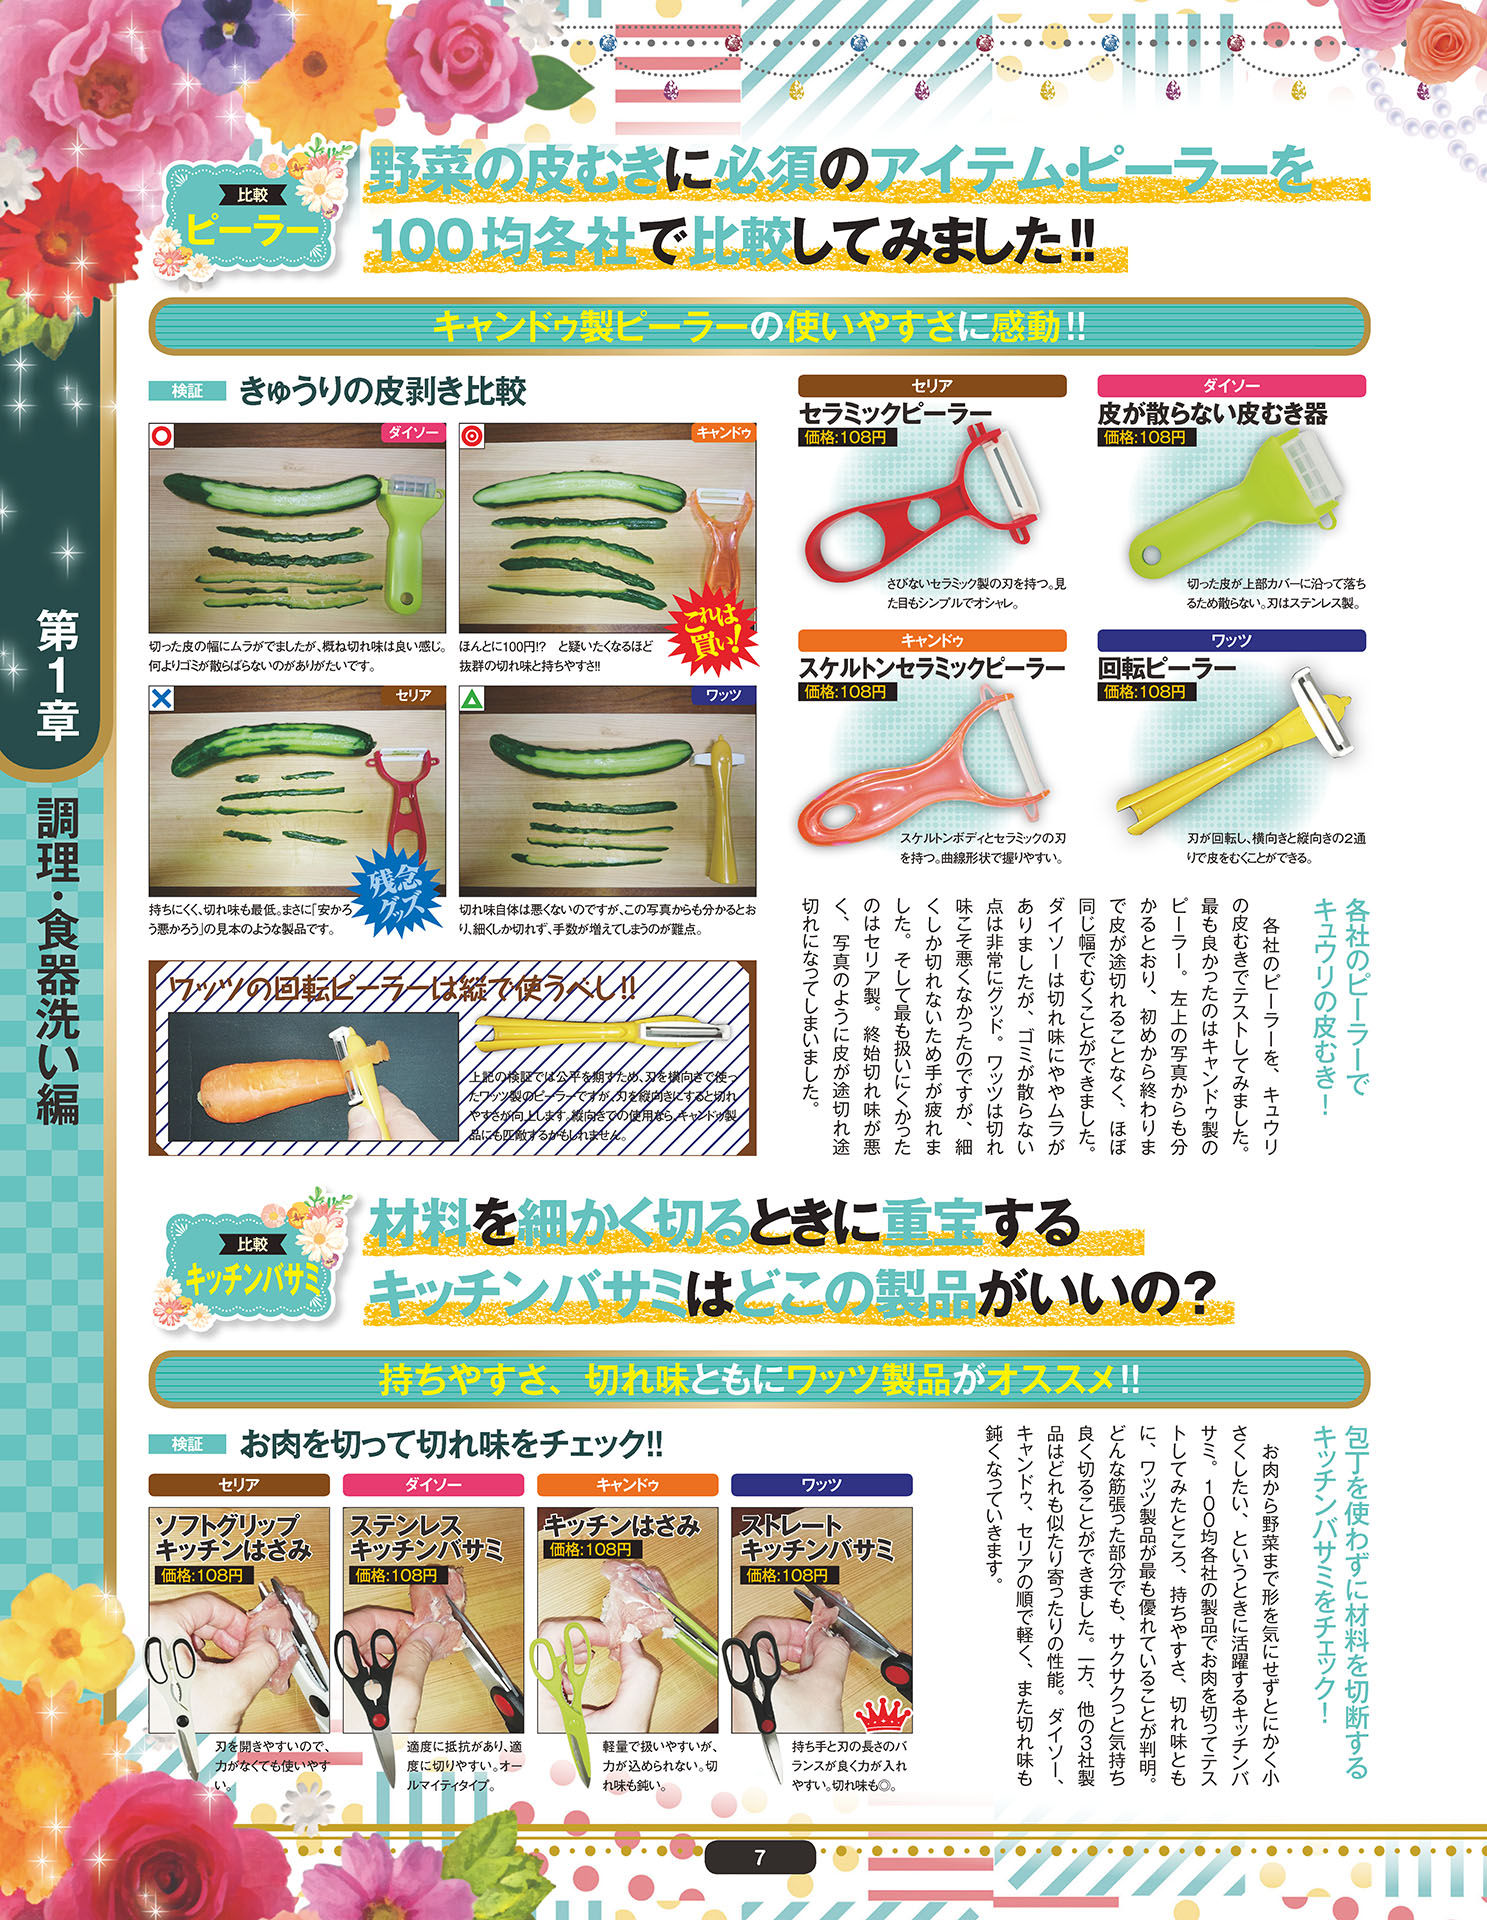 比較
ピーラー
野菜の皮むきに必須のアイテム・ピーラーを
100均各社で比較してみました!!
キャンドゥ製ピーラーの使いやすさに感動!!
検証
きゅうりの皮剥き比較
ダイソー
切った皮の幅にムラがでましたが、概ね切れ味は良い感じ。
何よりゴミが散らばらないのがありがたいです。
キャンドゥ
これは
買い!
ほんとに100円!?　と疑いたくなるほど
抜群の切れ味と持ちやすさ!!
セリア
残念
グッズ
持ちにくく、切れ味も最低。まさに「安かろ
う悪かろう」の見本のような製品です。
ワッツ
切れ味自体は悪くないのですが、この写真からも分かるとお
り、細くしか切れず、手数が増えてしまうのが難点。
セリア
セラミックピーラー
価格:108円
さびないセラミック製の刃を持つ。見
た目もシンプルでオシャレ。
ダイソー
皮が散らない皮むき器
価格:108円
切った皮が上部カバーに沿って落ち
るため散らない。刃はステンレス製。
キャンドゥ
スケルトンセラミックピーラー
価格:108円
スケルトンボディとセラミックの刃
を持つ。曲線形状で握りやすい。
ワッツ
回転ピーラー
価格:108円
刃が回転し、横向きと縦向きの2通
りで皮をむくことができる。
各社のピーラーで
キュウリの皮むき!
各社のピーラーを、キュウリ
の皮むきでテストしてみました。
最も良かったのはキャンドゥ製の
ピーラー。左上の写真からも分
かるとおり、初めから終わりま
で皮が途切れることなく、ほぼ
同じ幅でむくことができました。
ダイソーは切れ味にややムラが
ありましたが、ゴミが散らない
点は非常にグッド。ワッツは切れ
味こそ悪くなかったのですが、細
くしか切れないため手が疲れま
した。そして最も扱いにくかった
のはセリア製。終始切れ味が悪
く、写真のように皮が途切れ途
切れになってしまいました。
ワッツの回転ピーラーは縦で使うべし!!
上記の検証では公平を期すため、刃を横向きで使っ
たワッツ製のピーラーですが、刃を縦向きにすると切れ
やすさが向上します。縦向きでの使用なら、キャンドゥ製
品にも匹敵するかもしれません。
比較
キッチンバサミ
材料を細かく切るときに重宝する
キッチンバサミはどこの製品がいいの?
持ちやすさ、切れ味ともにワッツ製品がオススメ!!
検証
お肉を切って切れ味をチェック!!
セリア
ソフトグリップ
キッチンはさみ
価格:108円
刃を開きやすいので、
力がなくても使いやす
い。
ダイソー
ステンレス
キッチンバサミ
価格:108円
適度に抵抗があり、適
度に切りやすい。オー
ルマイティタイプ。
キャンドゥ
キッチンはさみ
価格:108円
軽量で扱いやすいが、
力が込められない。切
れ味も鈍い。
ワッツ
ストレート
キッチンバサミ
価格:108円
持ち手と刃の長さのバ
ランスが良く力が入れ
やすい。切れ味も◎。
包丁を使わずに材料を切断する
キッチンバサミをチェック!
お肉から野菜まで形を気にせずとにかく小
さくしたい、というときに活躍するキッチンバ
サミ。100均各社の製品でお肉を切ってテス
トしてみたところ、持ちやすさ、切れ味とも
に、ワッツ製品が最も優れていることが判明。
どんな筋張った部分でも、サクサクっと気持ち
良く切ることができました。一方、他の3社製
品はどれも似たり寄ったりの性能。ダイソー、
キャンドゥ、セリアの順で軽く、また切れ味も
鈍くなっていきます。
第1章
調理・食器洗い編
7